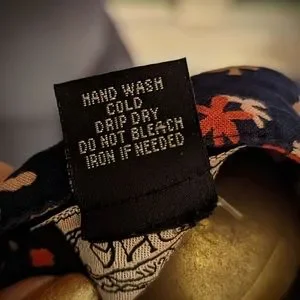 HAND WASH
COLD
DRIP DRY
DO NOT BLEACH
IRON IF NEEDED